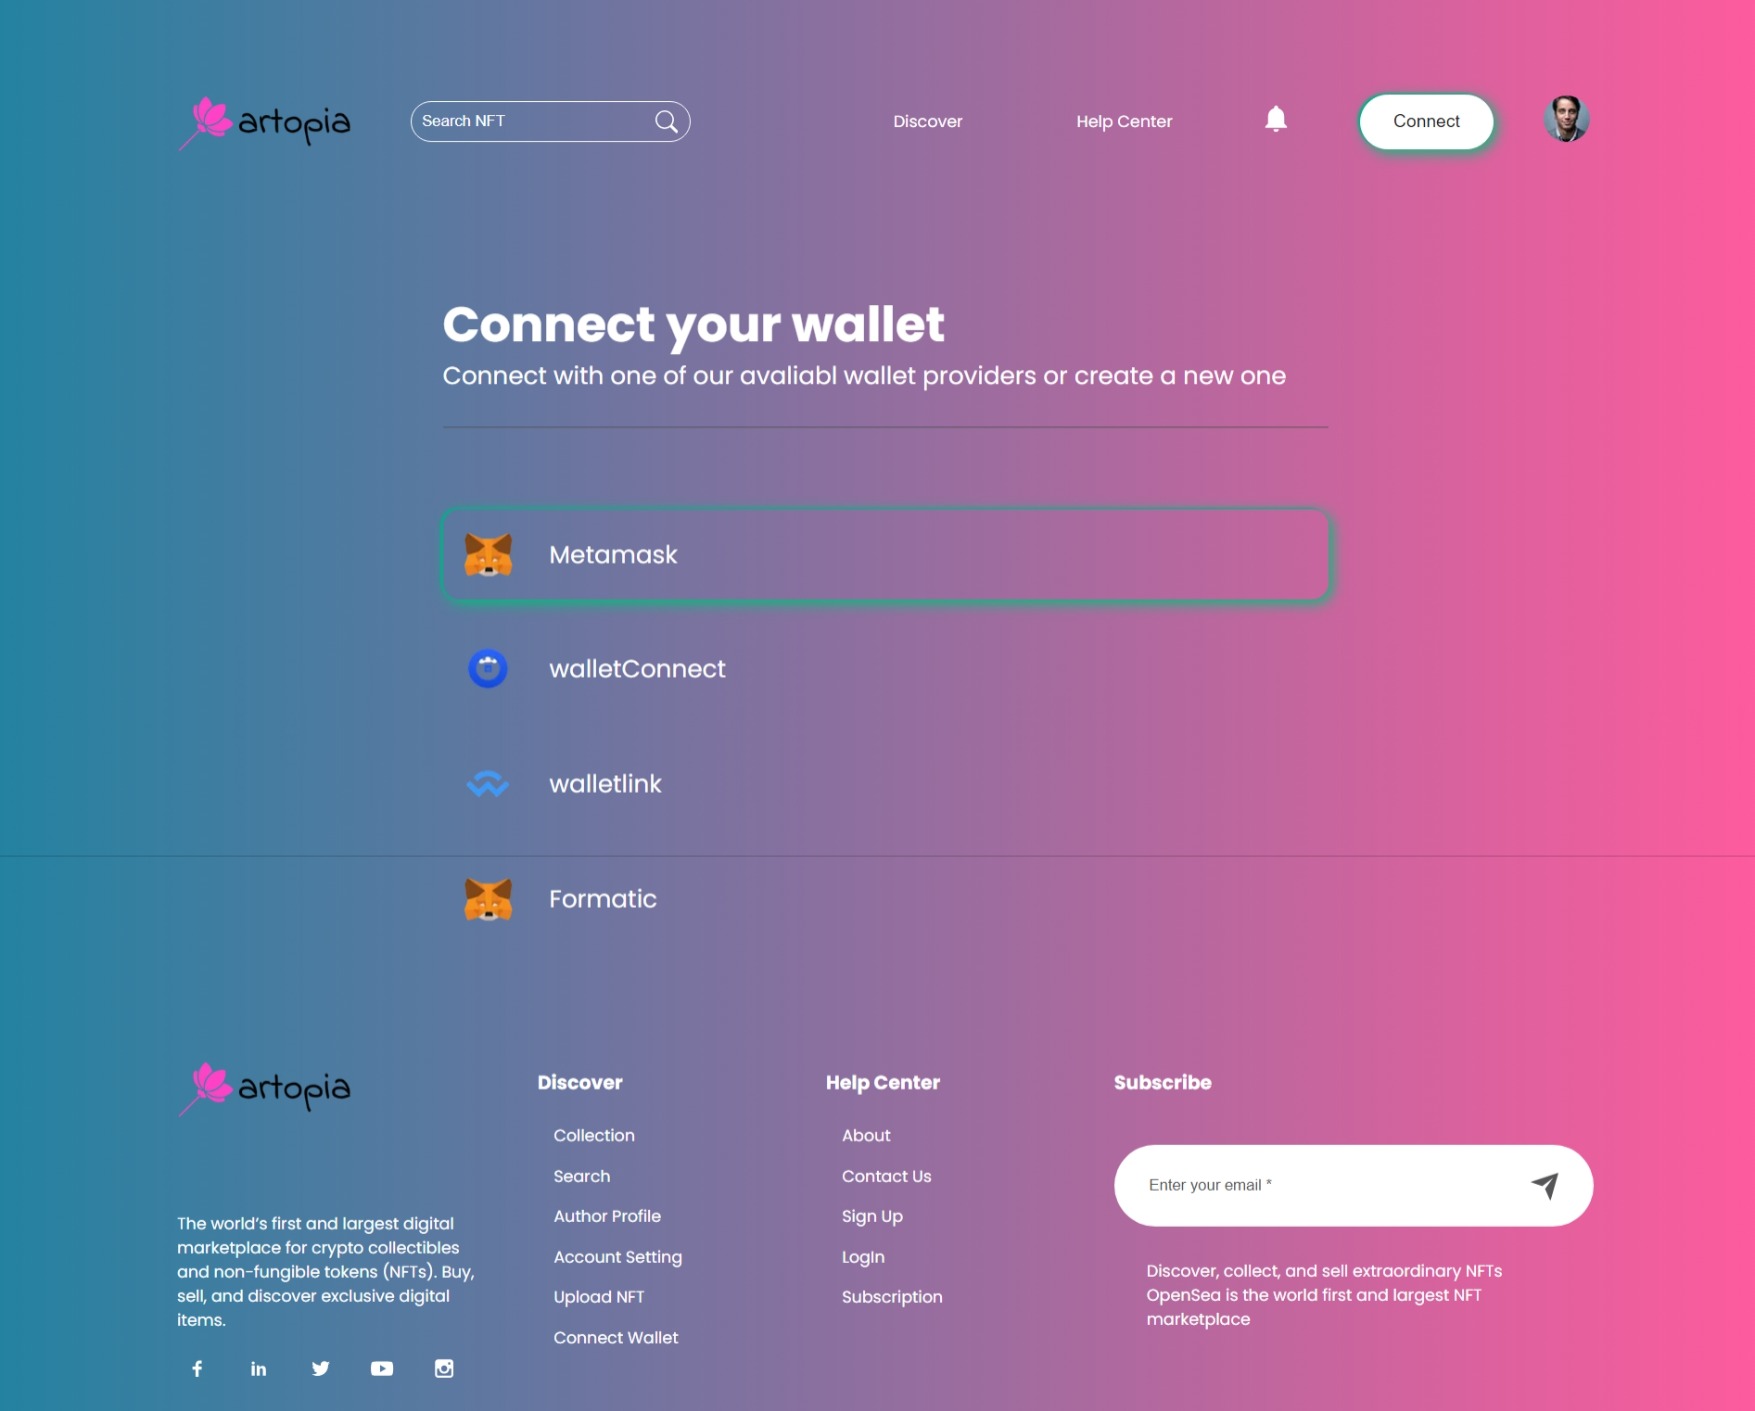 artopia
Search NFT
Discover
Help Center
Connect
Connect your wallet
Connect with one of our avaliabl wallet providers or create a new one
Metamask
walletConnect
walletlink
Formatic
artopia
The world's first and largest digital
marketplace for crypto collectibles
and non-fungible tokens (NFTs). Buy,
sell, and discover exclusive digital
items.
Discover
Collection
Search
Author Profile
Account Setting
Upload NFT
Connect Wallet
Help Center
About
Contact Us
Sign Up
LogIn
Subscription
Subscribe
Enter your email *
Discover, collect, and sell extraordinary NFTs
OpenSea is the world first and largest NFT
marketplace